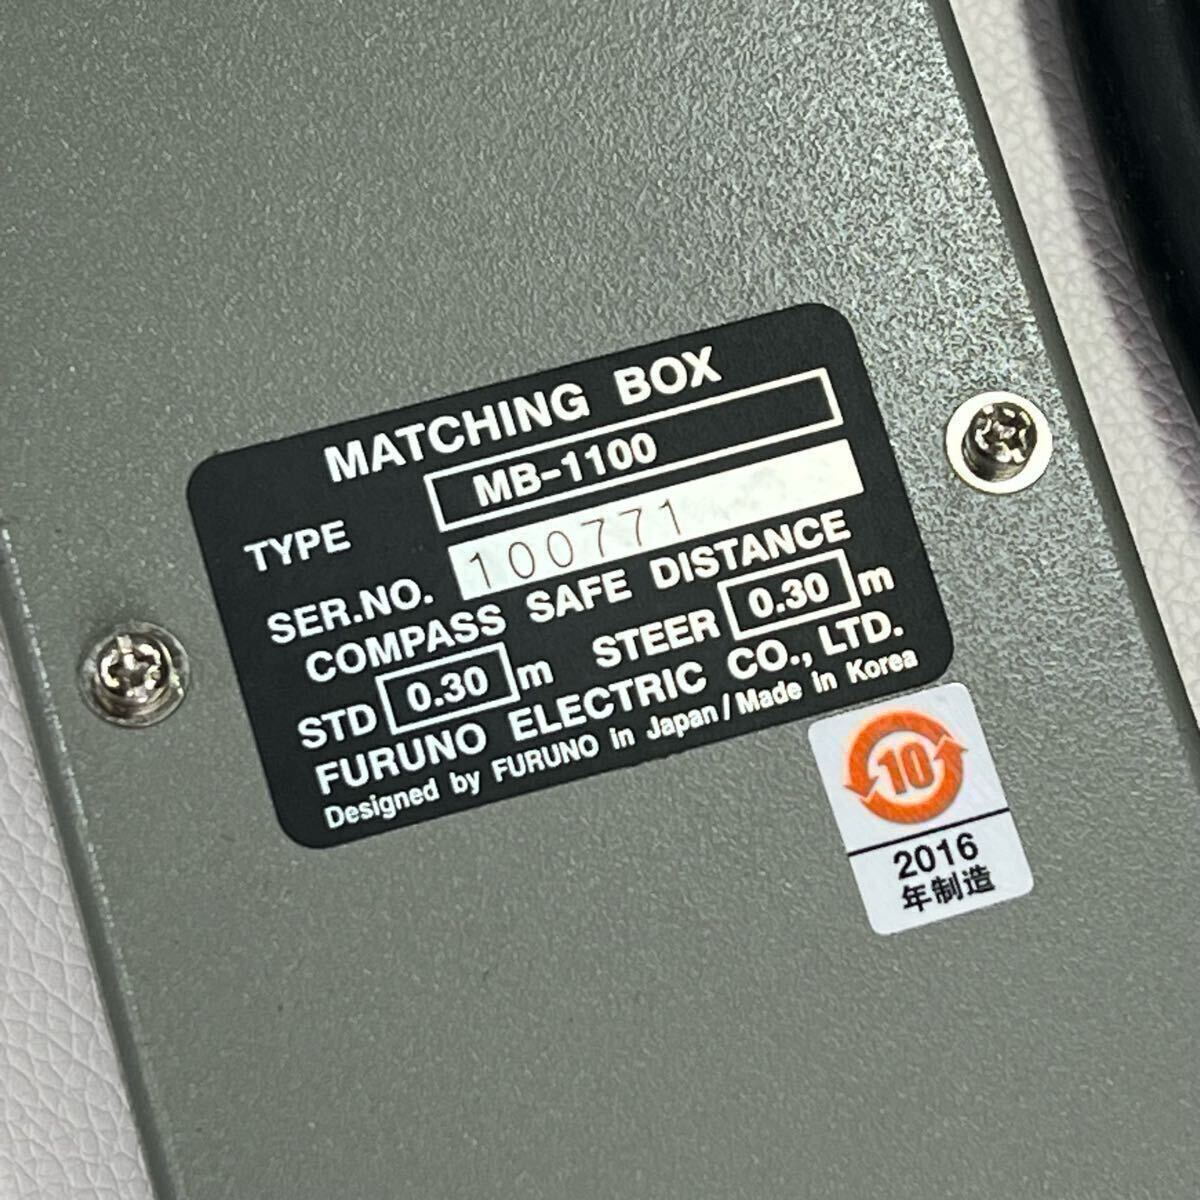 MATCHING BOX
TYPE MB-1100
SER.NO. 100771
COMPASS SAFE DISTANCE
STD 0.30 m STEER 0.30 m
FURUNO ELECTRIC CO., LTD.
Designed by FURUNO in Japan / Made in Korea
10
2016
年制造